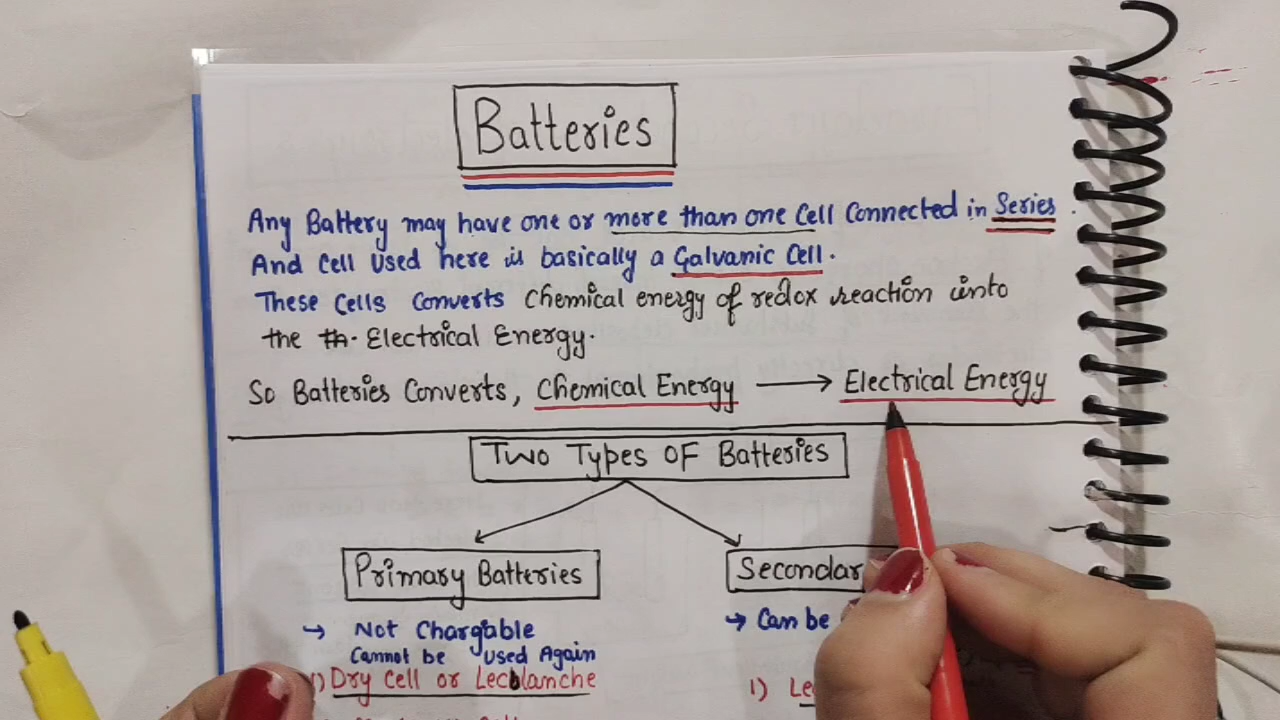 Batteries
Any Battery may have one or more than one Cell Connected in Series.
And Cell used here is basically a Galvanic Cell.
These Cells Converts Chemical energy of redox reaction into
the th. Electrical Energy.
So Batteries Converts, Chemical Energy → Electrical Energy
Two Types OF Batteries
Primary Batteries
→ Not Chargable
Cannot be used Again
1) Dry Cell or Lecblanche
Secondar
→ Can be
1) Le